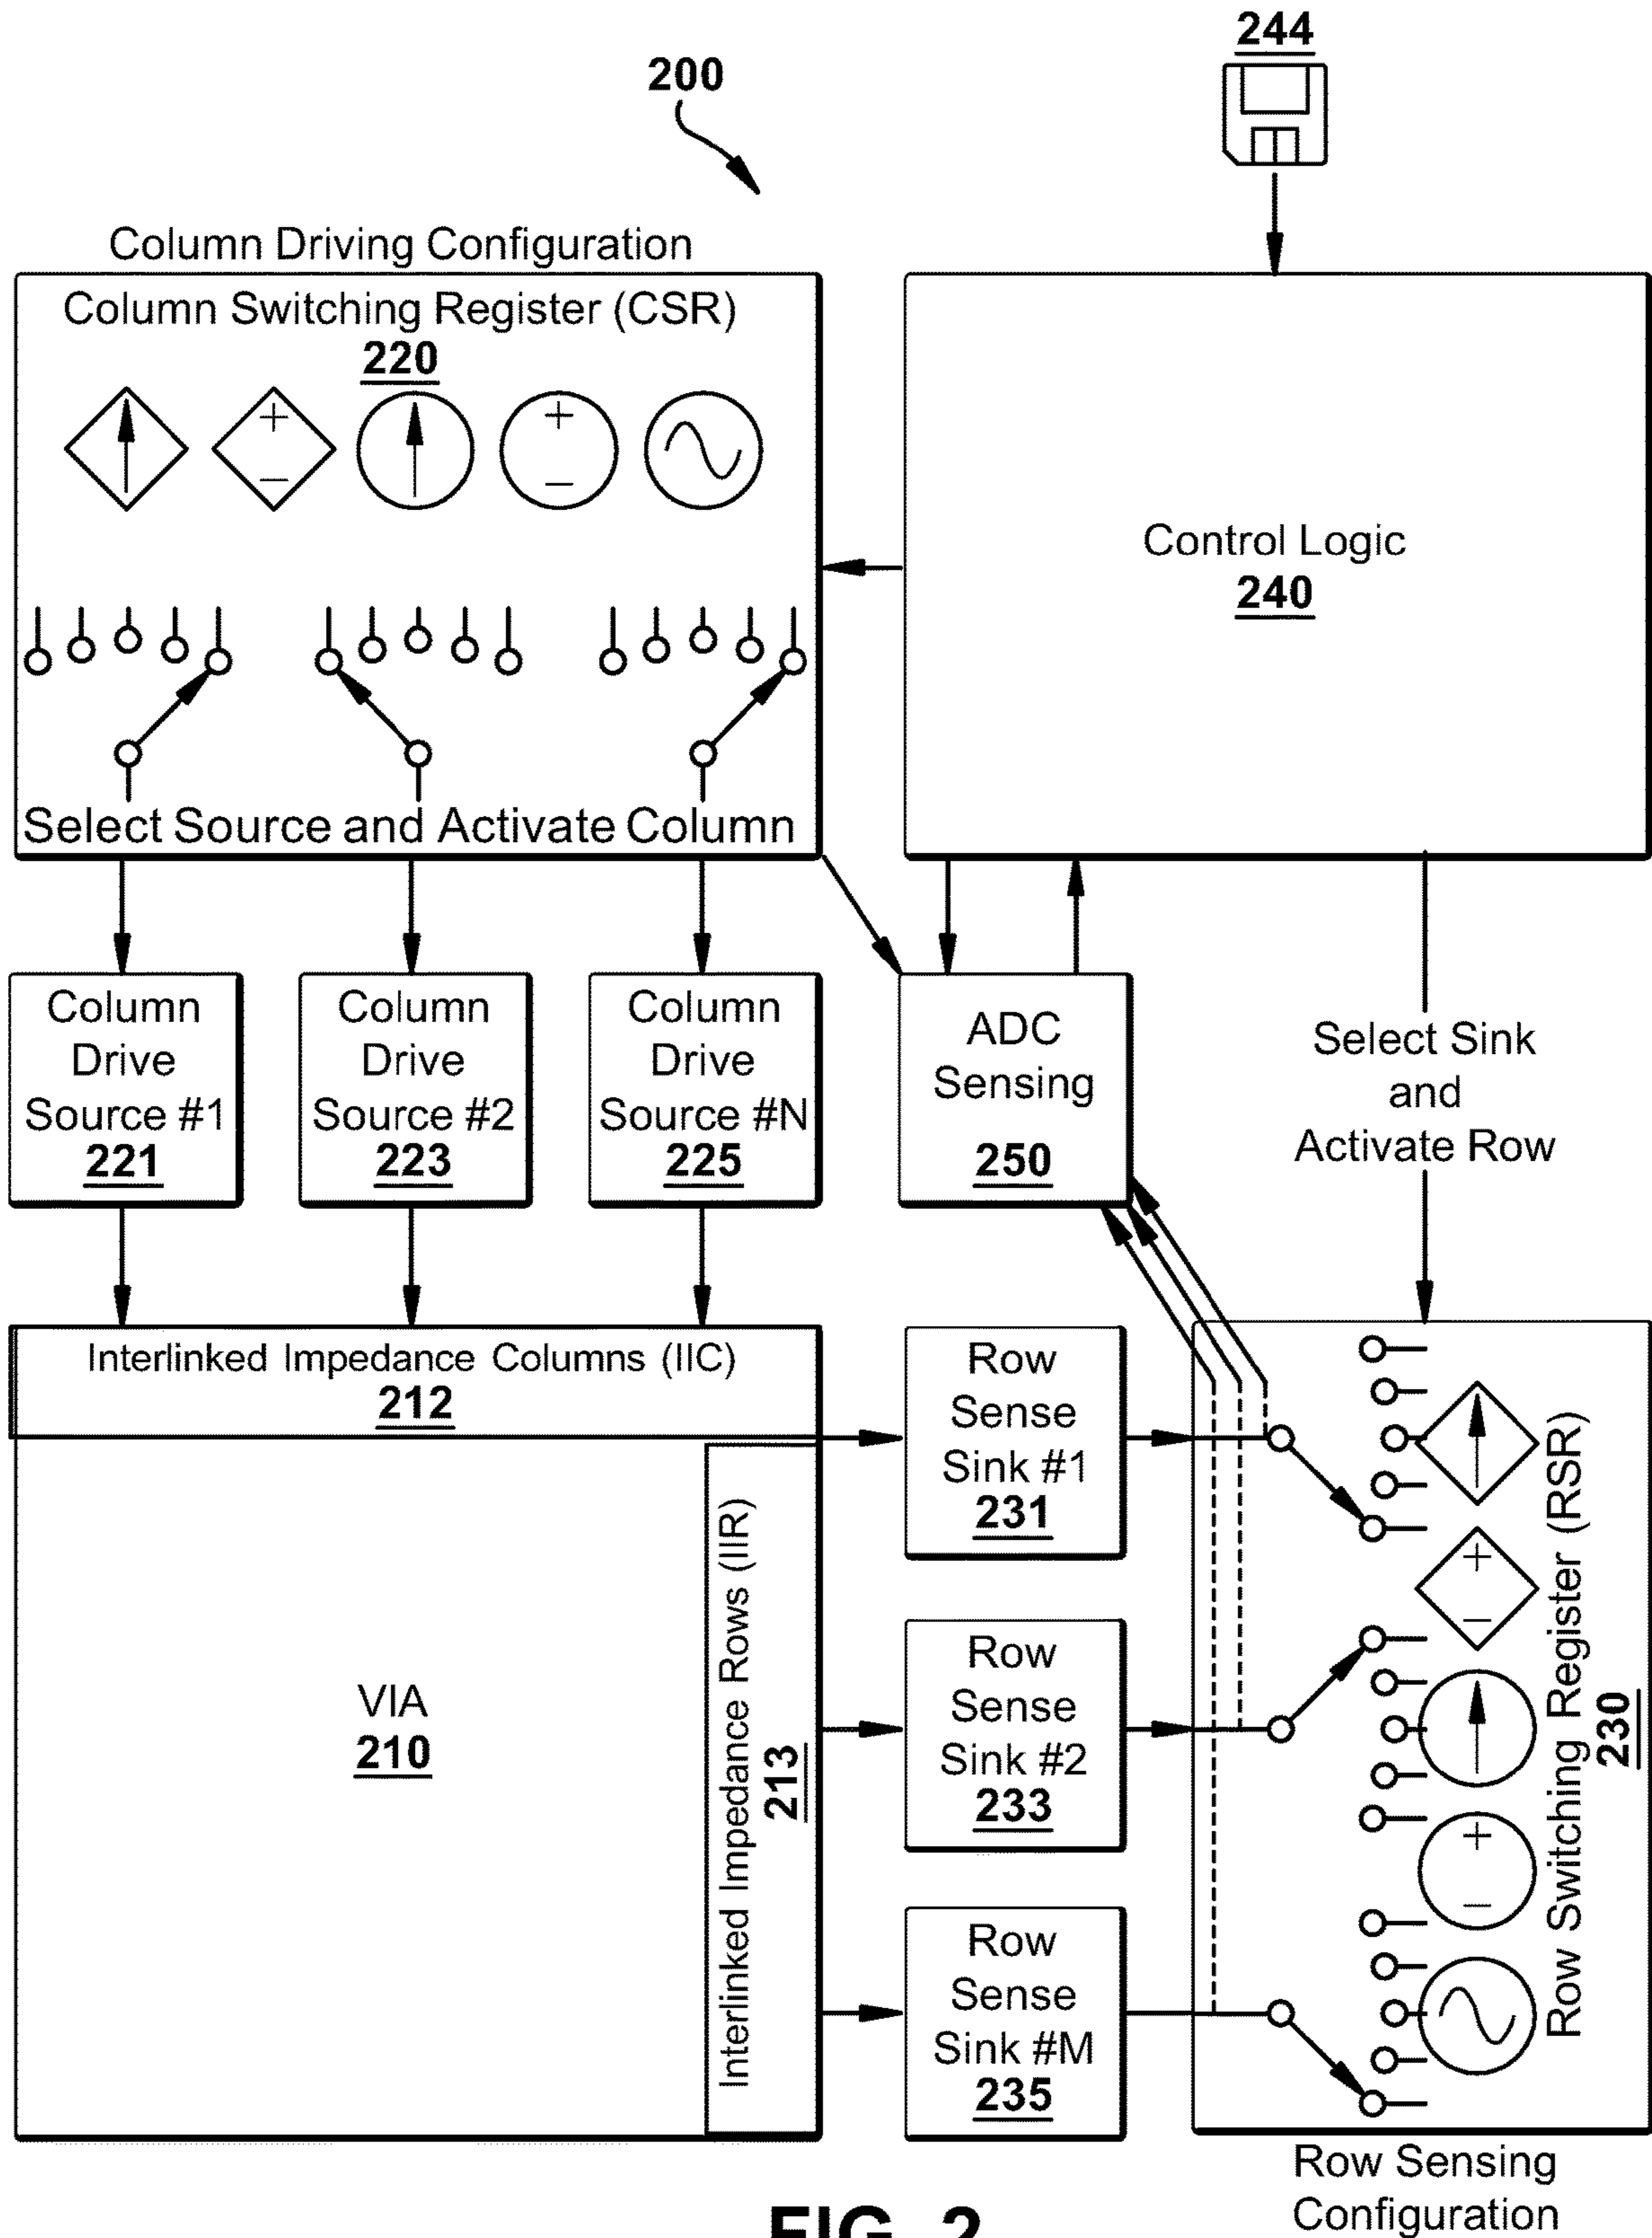 244
200
Column Driving Configuration
Column Switching Register (CSR)
220
+
−
+
−
Select Source and Activate Column
Control Logic
240
Column
Drive
Source #1
221
Column
Drive
Source #2
223
Column
Drive
Source #N
225
ADC
Sensing
250
Select Sink
and
Activate Row
Interlinked Impedance Columns (IIC)
212
VIA
210
Interlinked Impedance Rows (IIR)
213
Row
Sense
Sink #1
231
Row
Sense
Sink #2
233
Row
Sense
Sink #M
235
+
−
+
−
Row Switching Register (RSR)
230
Row Sensing
Configuration
FIG. 2